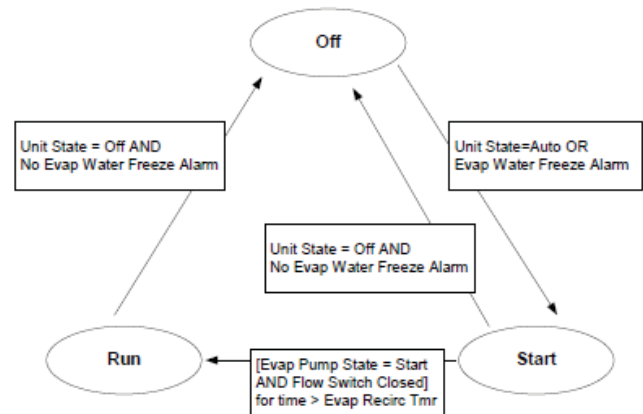 Off
Unit State = Off AND
No Evap Water Freeze Alarm
Unit State=Auto OR
Evap Water Freeze Alarm
Unit State = Off AND
No Evap Water Freeze Alarm
Run
[Evap Pump State = Start
AND Flow Switch Closed]
for time > Evap Recirc Tmr
Start